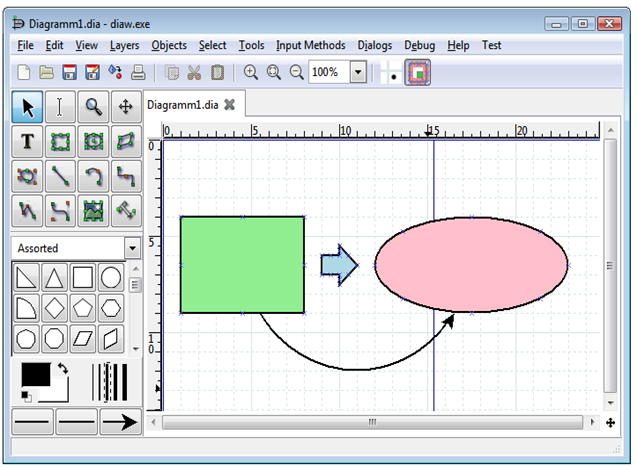 Diagramm1.dia - diaw.exe
File Edit View Layers Objects Select Tools Input Methods Dialogs Debug Help Test
100%
Diagramm1.dia
0 5 10 15 20
T
0
5
Assorted
10